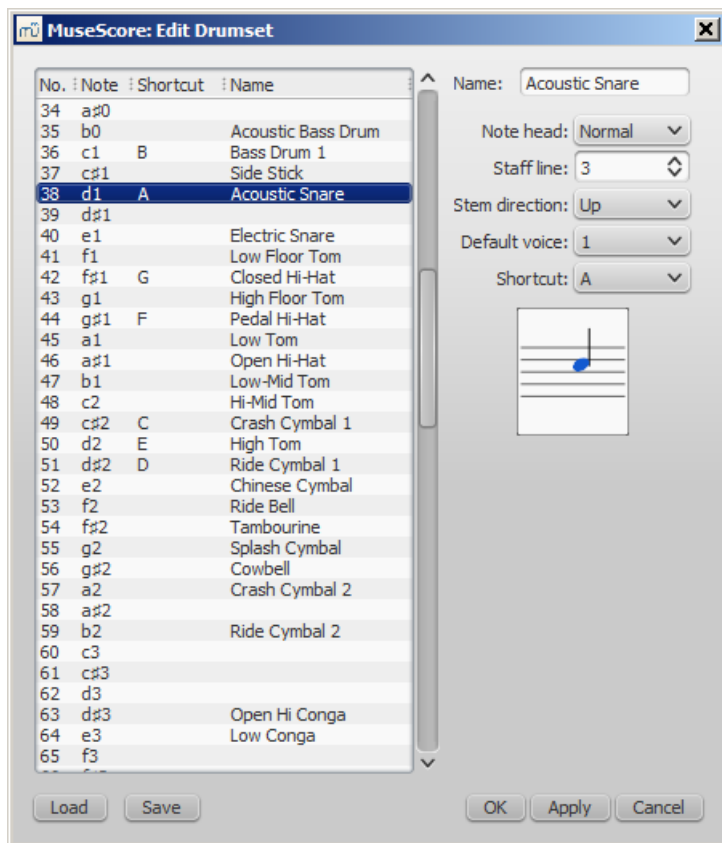 mü MuseScore: Edit Drumset
No. Note Shortcut Name
34 a♯0
35 b0 Acoustic Bass Drum
36 c1 B Bass Drum 1
37 c♯1 Side Stick
38 d1 A Acoustic Snare
39 d♯1
40 e1 Electric Snare
41 f1 Low Floor Tom
42 f♯1 G Closed Hi-Hat
43 g1 High Floor Tom
44 g♯1 F Pedal Hi-Hat
45 a1 Low Tom
46 a♯1 Open Hi-Hat
47 b1 Low-Mid Tom
48 c2 Hi-Mid Tom
49 c♯2 C Crash Cymbal 1
50 d2 E High Tom
51 d♯2 D Ride Cymbal 1
52 e2 Chinese Cymbal
53 f2 Ride Bell
54 f♯2 Tambourine
55 g2 Splash Cymbal
56 g♯2 Cowbell
57 a2 Crash Cymbal 2
58 a♯2
59 b2 Ride Cymbal 2
60 c3
61 c♯3
62 d3
63 d♯3 Open Hi Conga
64 e3 Low Conga
65 f3
Name: Acoustic Snare
Note head: Normal
Staff line: 3
Stem direction: Up
Default voice: 1
Shortcut: A
Load Save OK Apply Cancel